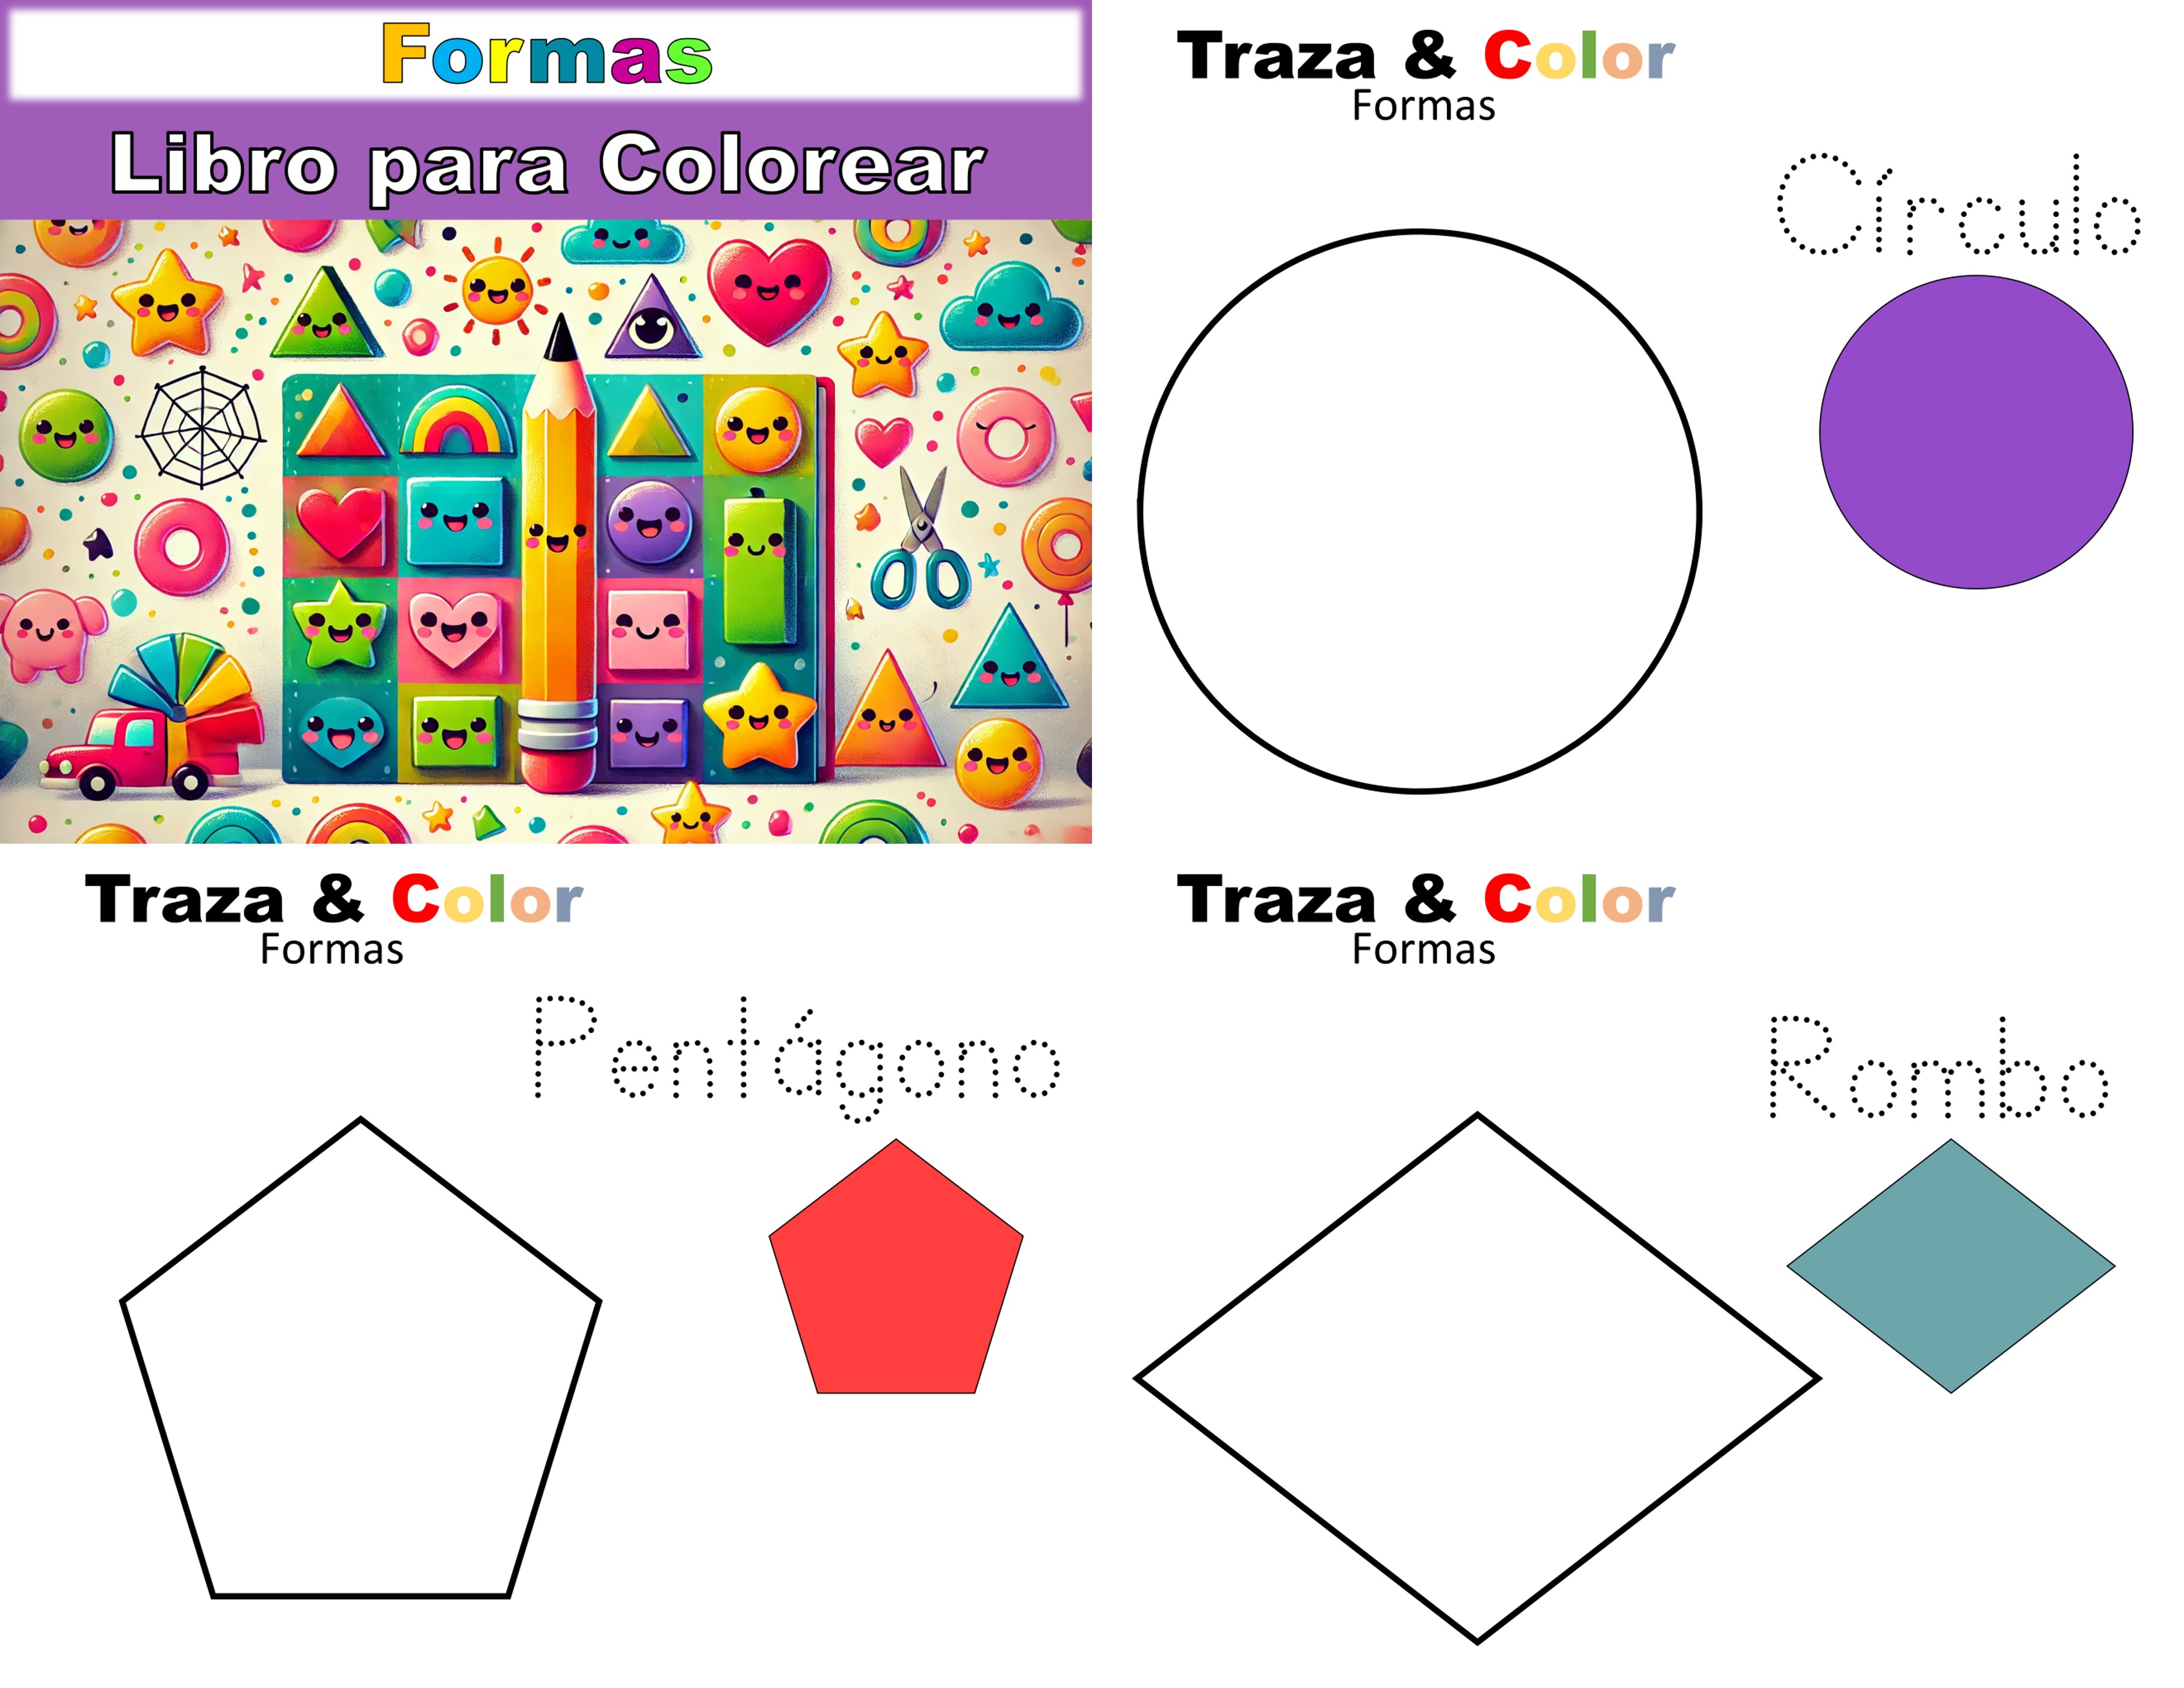 Formas
Libro para Colorear
Traza & Color
Formas
Círculo
Traza & Color
Formas
Pentágono
Traza & Color
Formas
Rombo